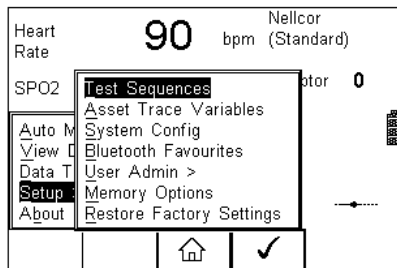 Heart Rate
90 bpm
Nellcor (Standard)
SPO2
0
Auto
View
Data
Setup
About
Test Sequences
Asset Trace Variables
System Config
Bluetooth Favourites
User Admin >
Memory Options
Restore Factory Settings